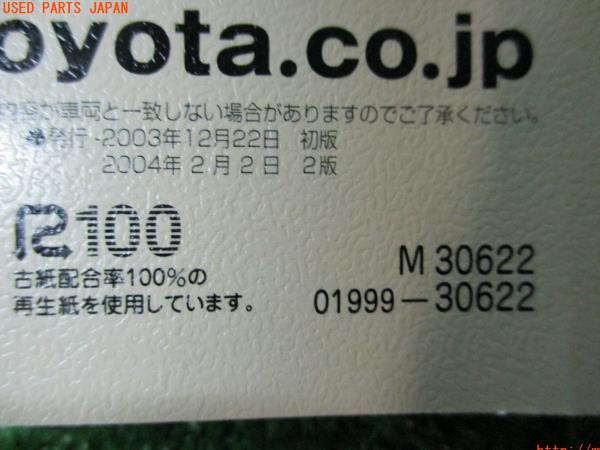 USED PARTS JAPAN
oyota.co.jp
内容が車両と一致しない場合がありますのでご了承ください。
発行-2003年12月22日 初版
2004年 2月 2日 2版
R100
古紙配合率100%の
再生紙を使用しています。
M 30622
01999-30622